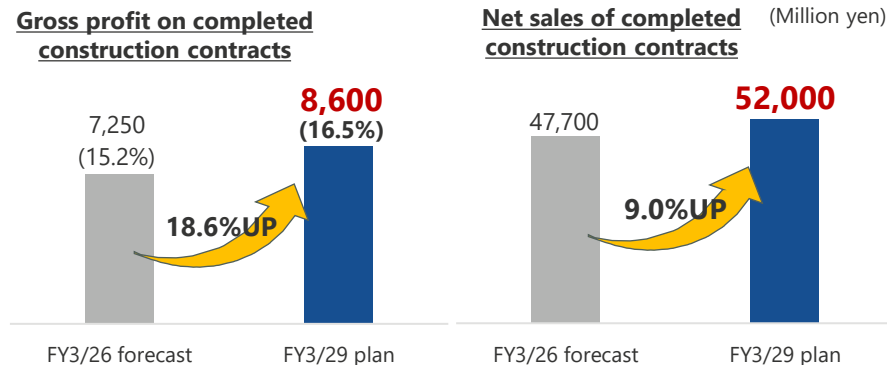 Gross profit on completed
construction contracts
7,250
(15.2%)
8,600
(16.5%)
18.6%UP
FY3/26 forecast
FY3/29 plan
Net sales of completed
construction contracts
(Million yen)
47,700
52,000
9.0%UP
FY3/26 forecast
FY3/29 plan